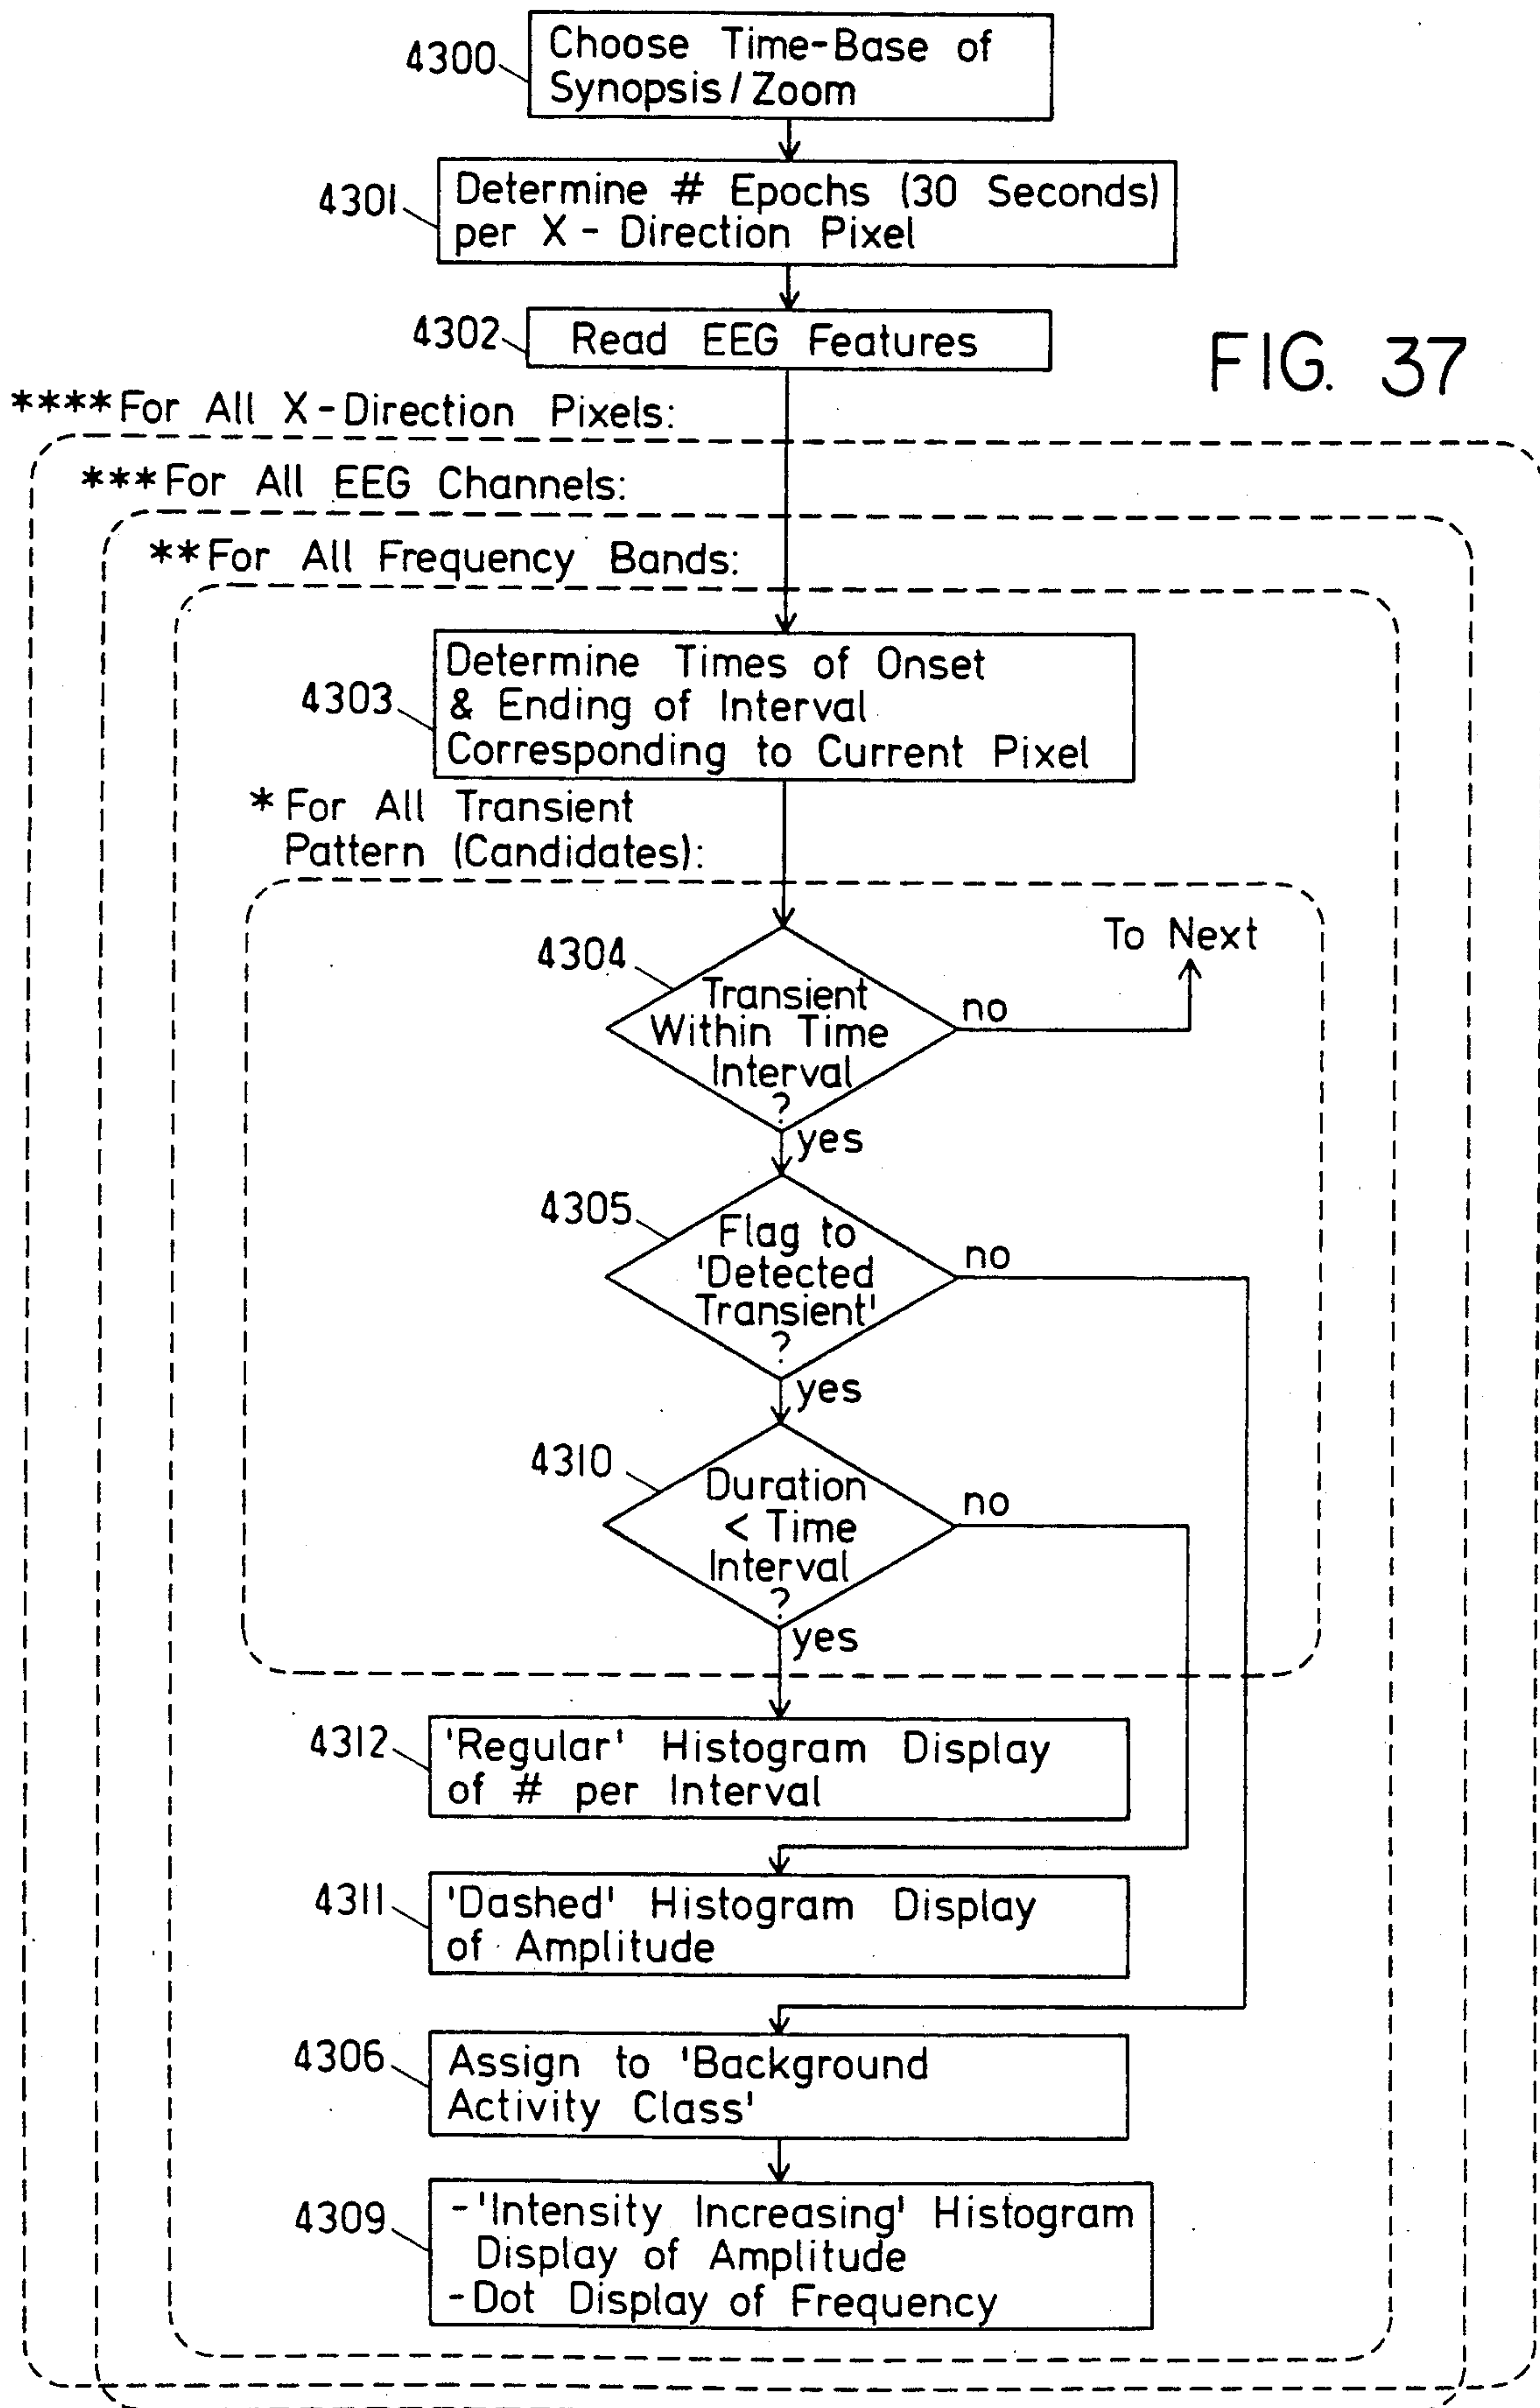 4300
Choose Time-Base of
Synopsis/Zoom
4301
Determine # Epochs (30 Seconds)
per X - Direction Pixel
4302
Read EEG Features
FIG. 37
****For All X-Direction Pixels:
***For All EEG Channels:
**For All Frequency Bands:
4303
Determine Times of Onset
& Ending of Interval
Corresponding to Current Pixel
*For All Transient
Pattern (Candidates):
To Next
4304
Transient
Within Time
Interval
?
no
yes
4305
Flag to
'Detected
Transient'
?
no
yes
4310
Duration
< Time
Interval
?
no
yes
4312
'Regular' Histogram Display
of # per Interval
4311
'Dashed' Histogram Display
of Amplitude
4306
Assign to 'Background
Activity Class'
4309
-'Intensity Increasing' Histogram
Display of Amplitude
-Dot Display of Frequency